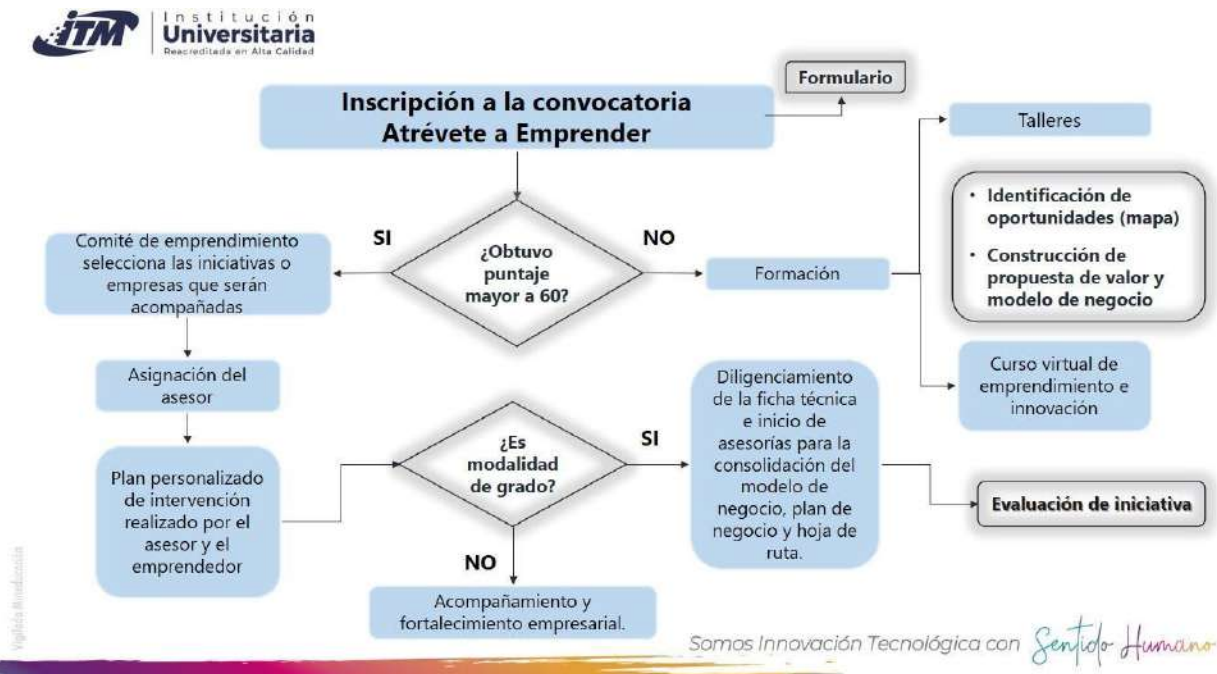 iTM
Institución
Universitaria
Reacreditada en Alta Calidad
Formulario
Inscripción a la convocatoria
Atrévete a Emprender
Talleres
• Identificación de
oportunidades (mapa)
• Construcción de
propuesta de valor y
modelo de negocio
SI
NO
¿Obtuvo
puntaje
mayor a 60?
Comité de emprendimiento
selecciona las iniciativas o
empresas que serán
acompañadas
Formación
Curso virtual de
emprendimiento e
innovación
Asignación del
asesor
Plan personalizado
de intervención
realizado por el
asesor y el
emprendedor
¿Es
modalidad
de grado?
SI
NO
Diligenciamiento
de la ficha técnica
e inicio de
asesorías para la
consolidación del
modelo de
negocio, plan de
negocio y hoja de
ruta.
Evaluación de iniciativa
Acompañamiento y
fortalecimiento empresarial.
Vigilada Mineducación
Somos Innovación Tecnológica con Sentido Humano